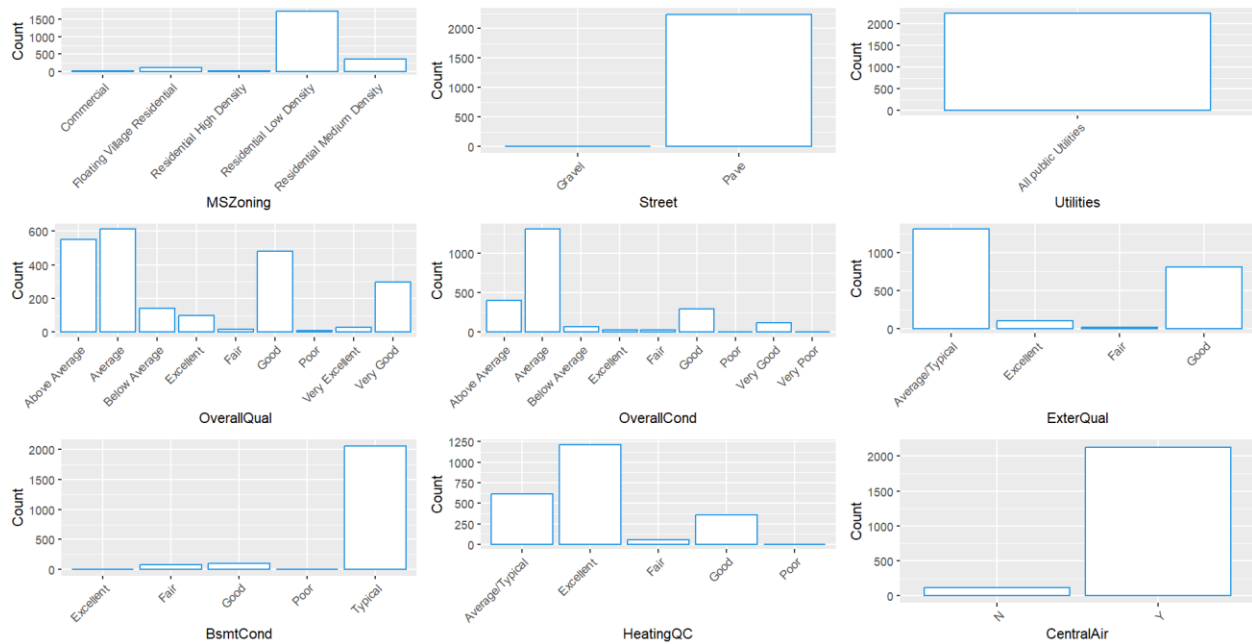 Count
1500
1000
500
0
Commercial
Floating Village Residential
Residential High Density
Residential Low Density
Residential Medium Density
MSZoning
Count
2000
1500
1000
500
0
Gravel
Pave
Street
Count
2000
1500
1000
500
0
All public Utilities
Utilities
Count
600
400
200
0
Above Average
Average
Below Average
Excellent
Fair
Good
Poor
Very Excellent
Very Good
OverallQual
Count
1000
500
0
Above Average
Average
Below Average
Excellent
Fair
Good
Poor
Very Good
Very Poor
OverallCond
Count
1000
500
0
Average/Typical
Excellent
Fair
Good
ExterQual
Count
2000
1500
1000
500
0
Excellent
Fair
Good
Poor
Typical
BsmtCond
Count
1250
1000
750
500
250
0
Average/Typical
Excellent
Fair
Good
Poor
HeatingQC
Count
2000
1500
1000
500
0
N
Y
CentralAir